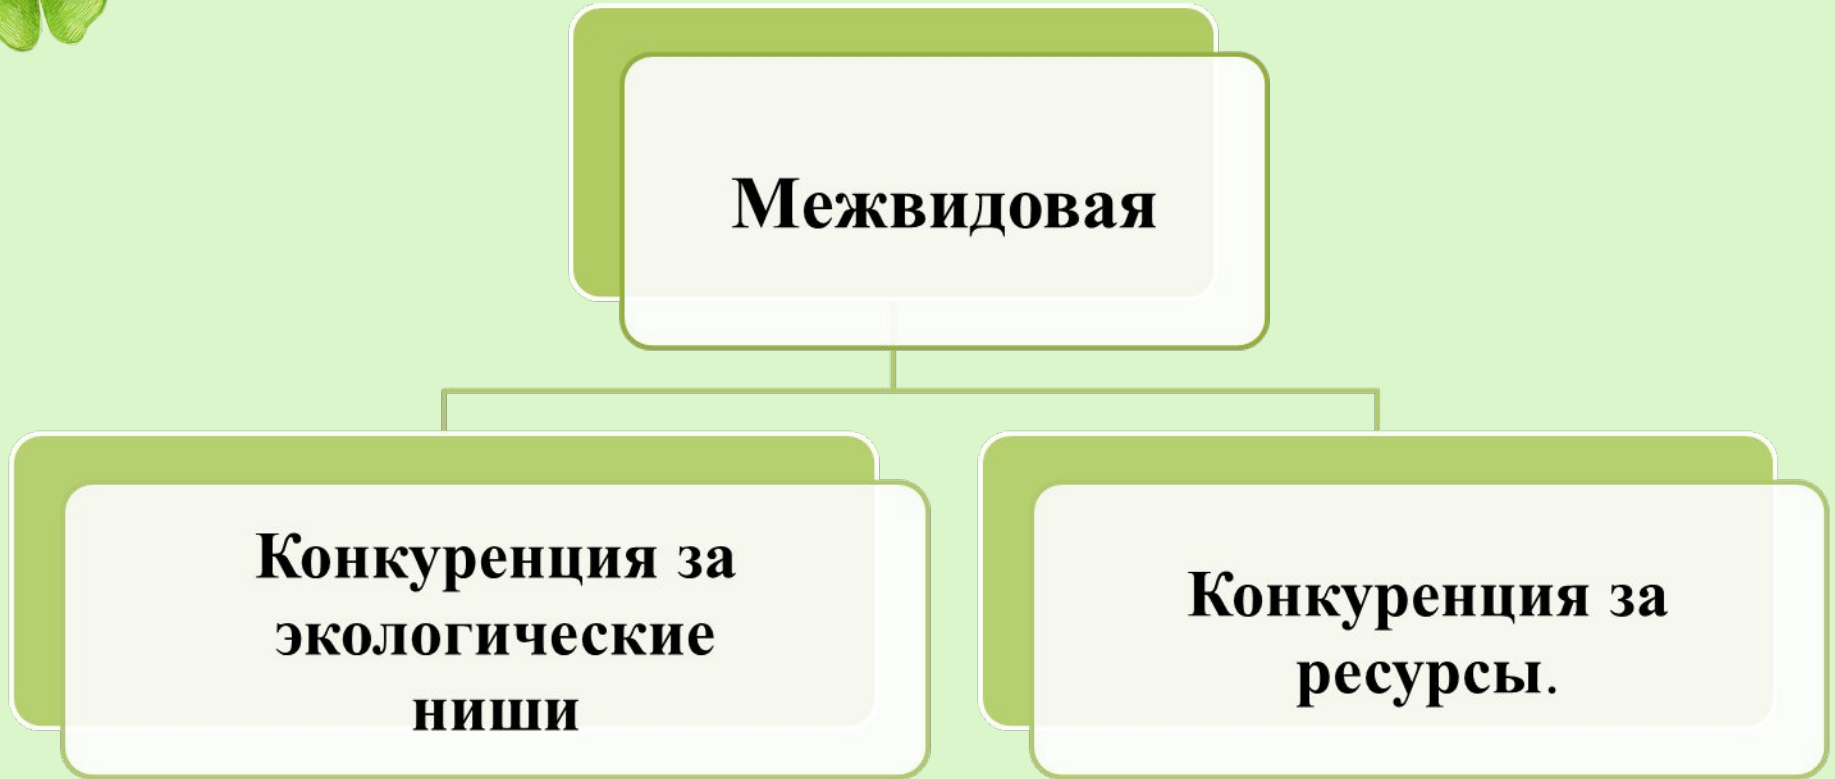 Межвидовая
Конкуренция за
экологические
ниши
Конкуренция за
ресурсы.